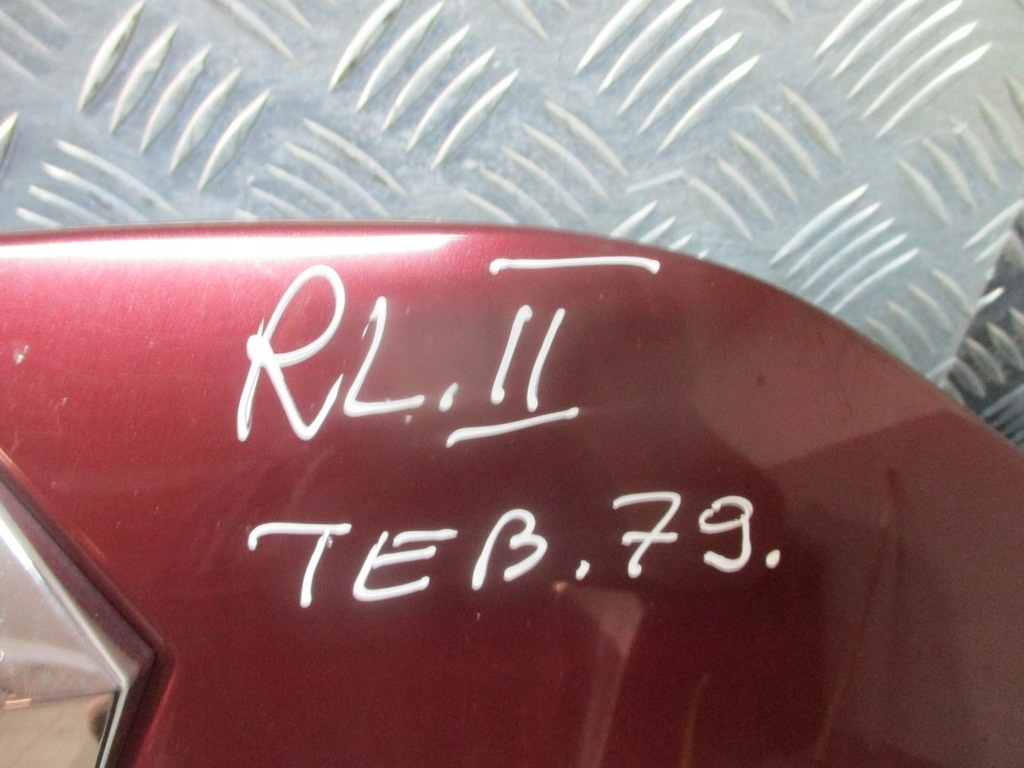 RL. II
TEB. 79.